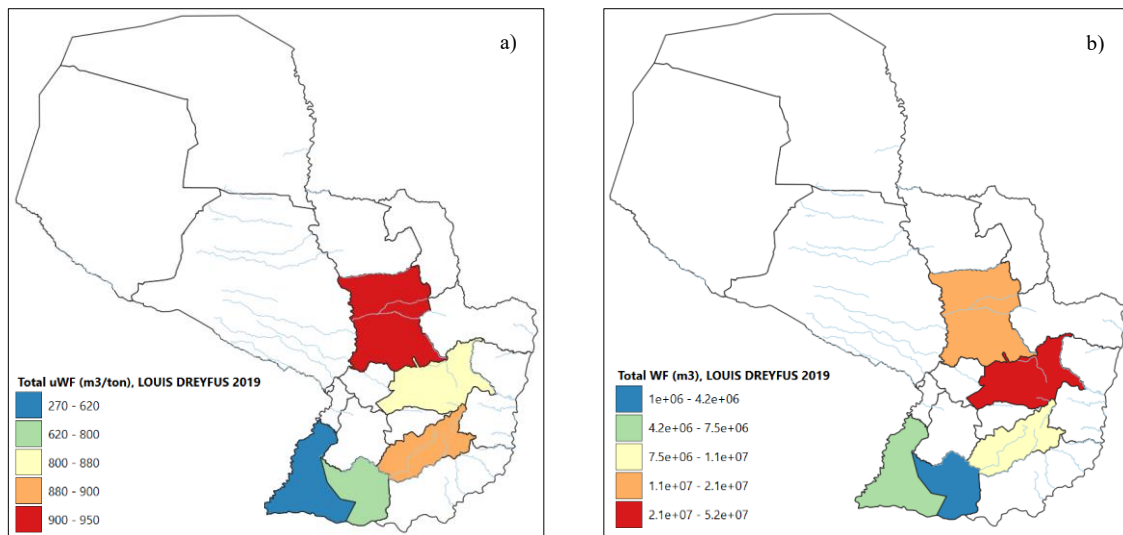 a)
Total uWF (m3/ton), LOUIS DREYFUS 2019
270 - 620
620 - 800
800 - 880
880 - 900
900 - 950
b)
Total WF (m3), LOUIS DREYFUS 2019
1e+06 - 4.2e+06
4.2e+06 - 7.5e+06
7.5e+06 - 1.1e+07
1.1e+07 - 2.1e+07
2.1e+07 - 5.2e+07